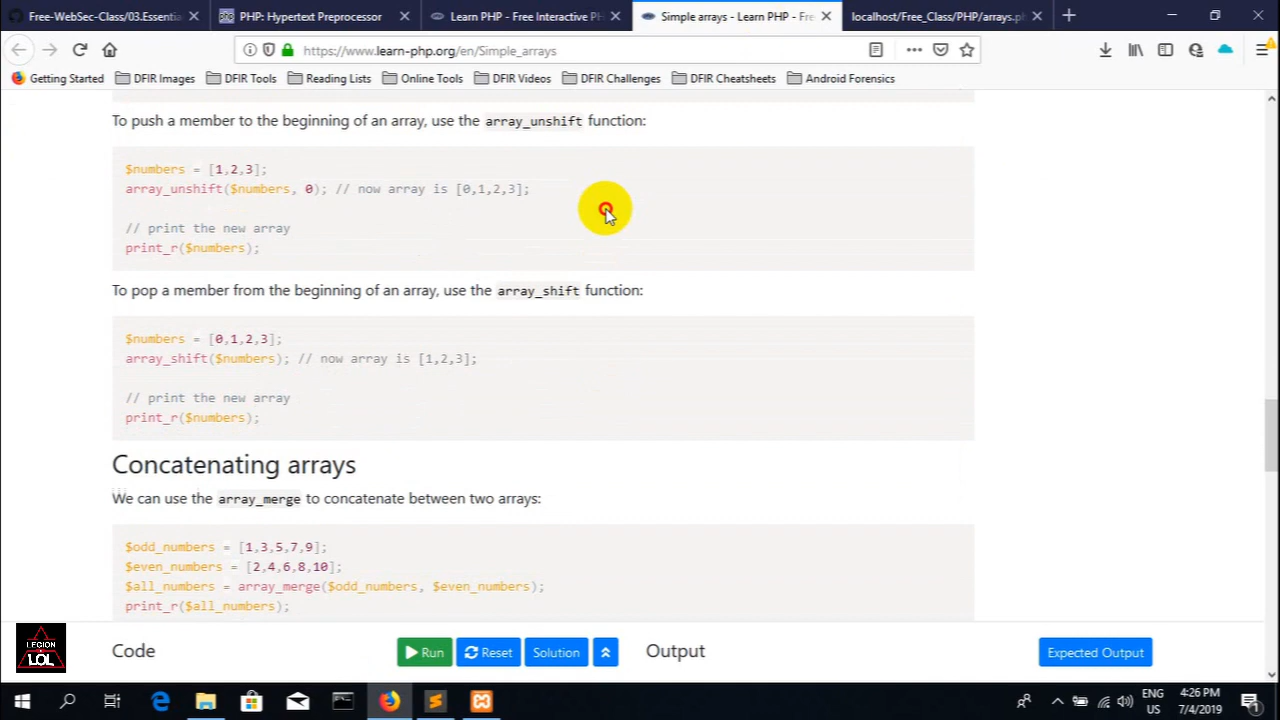 Free-WebSec-Class/03.Essentia
PHP: Hypertext Preprocessor
Learn PHP - Free Interactive PH
Simple arrays - Learn PHP - Fre
localhost/Free_Class/PHP/arrays.ph
https://www.learn-php.org/en/Simple_arrays
Getting Started
DFIR Images
DFIR Tools
Reading Lists
Online Tools
DFIR Videos
DFIR Challenges
DFIR Cheatsheets
Android Forensics
To push a member to the beginning of an array, use the array_unshift function:
$numbers = [1,2,3];
array_unshift($numbers, 0); // now array is [0,1,2,3];
// print the new array
print_r($numbers);
To pop a member from the beginning of an array, use the array_shift function:
$numbers = [0,1,2,3];
array_shift($numbers); // now array is [1,2,3];
// print the new array
print_r($numbers);
Concatenating arrays
We can use the array_merge to concatenate between two arrays:
$odd_numbers = [1,3,5,7,9];
$even_numbers = [2,4,6,8,10];
$all_numbers = array_merge($odd_numbers, $even_numbers);
print_r($all_numbers);
LEGION
LOL
Code
Run
Reset
Solution
Output
Expected Output
ENG
US
4:26 PM
7/4/2019
1